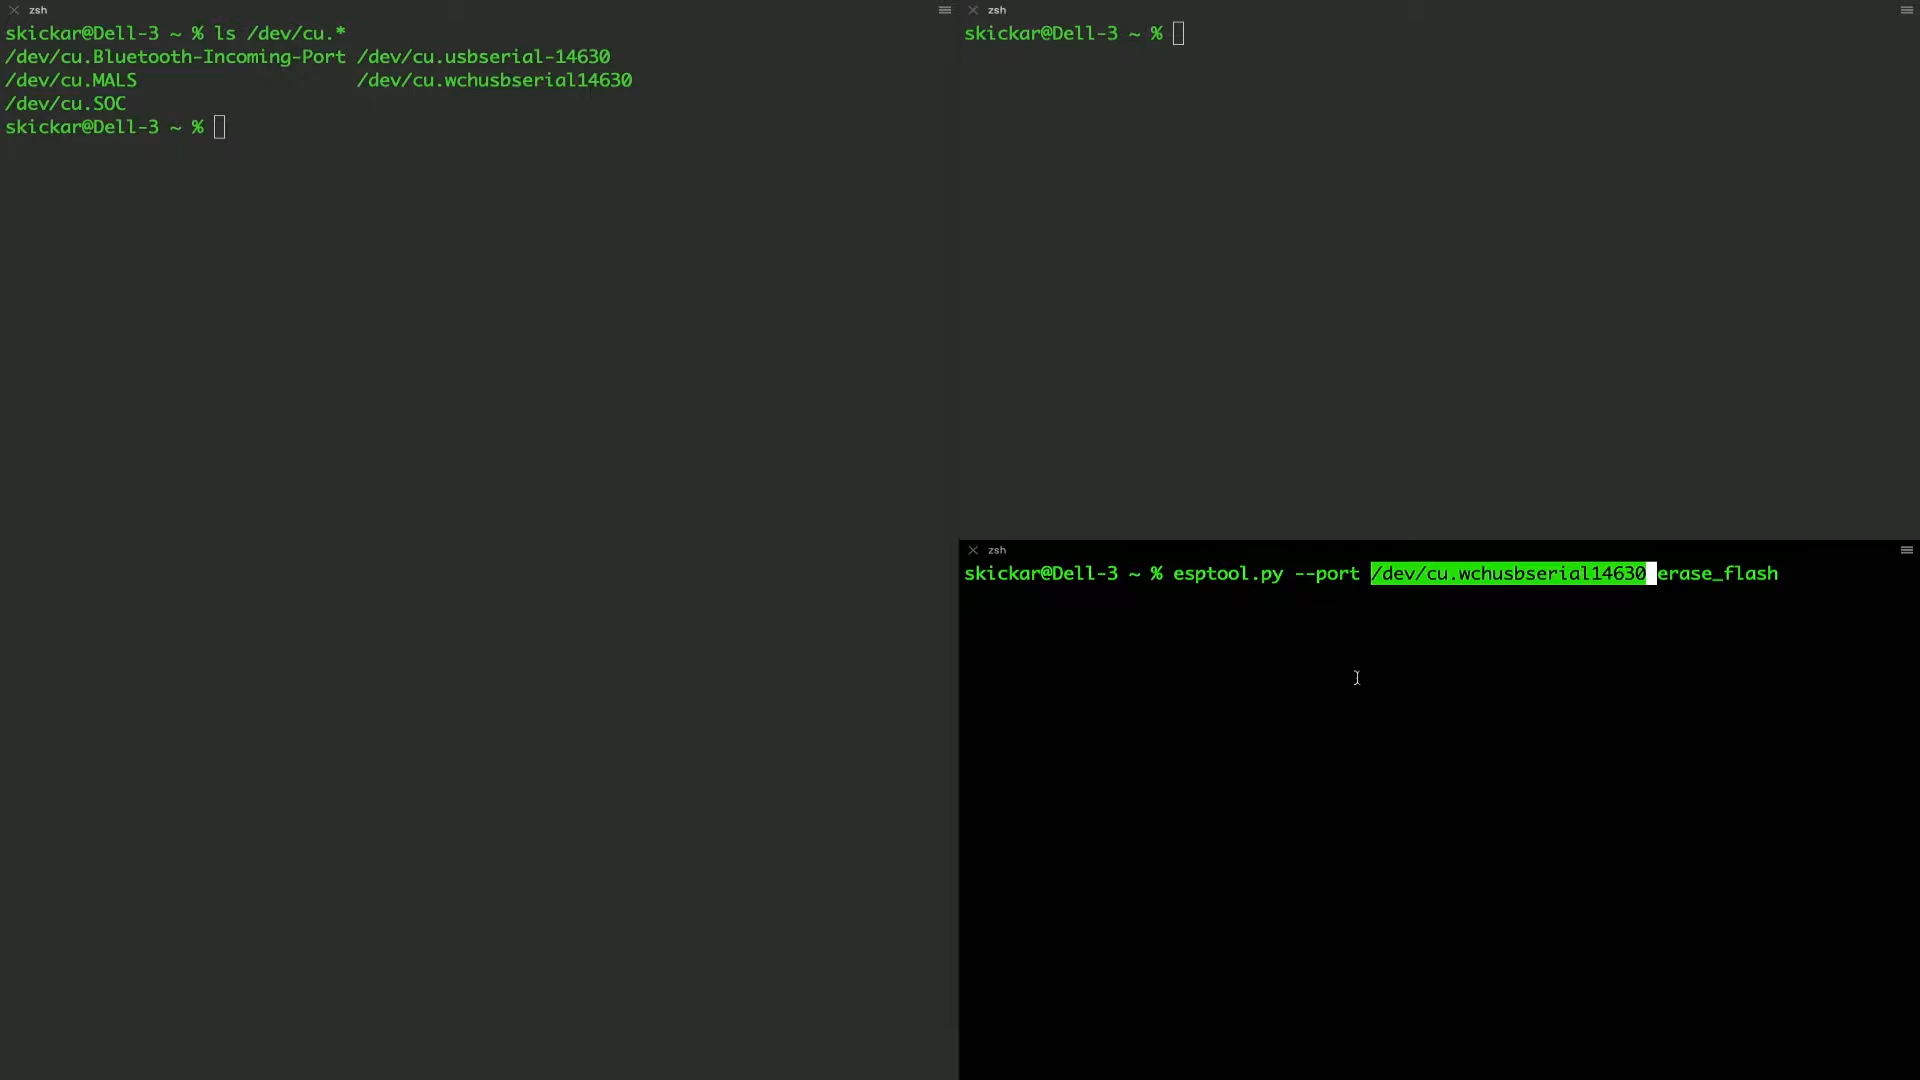 zsh
skickar@Dell-3 ~ % ls /dev/cu.*
/dev/cu.Bluetooth-Incoming-Port /dev/cu.usbserial-14630
/dev/cu.MALS /dev/cu.wchusbserial14630
/dev/cu.SOC
skickar@Dell-3 ~ %
zsh
skickar@Dell-3 ~ %
zsh
skickar@Dell-3 ~ % esptool.py --port /dev/cu.wchusbserial14630 erase_flash